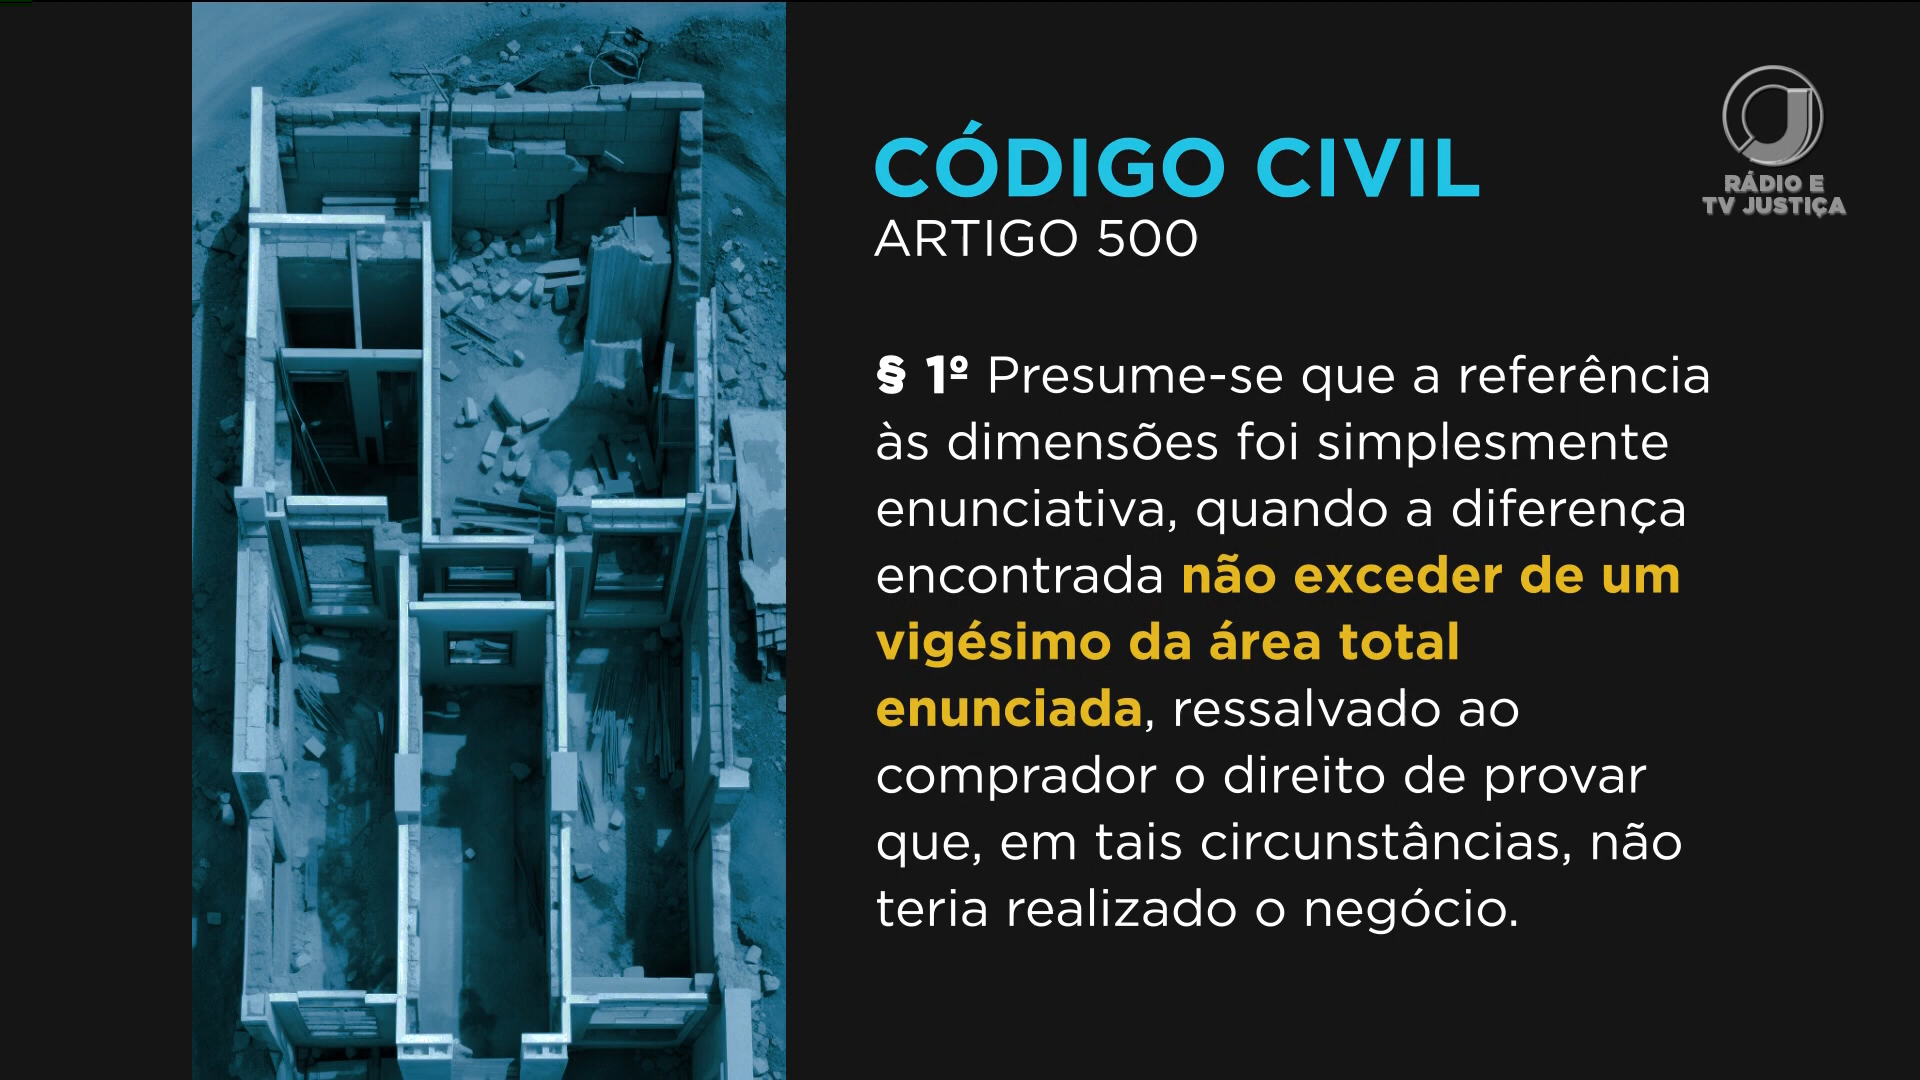 CÓDIGO CIVIL
ARTIGO 500
RÁDIO E
TV JUSTIÇA
§ 1º Presume-se que a referência
às dimensões foi simplesmente
enunciativa, quando a diferença
encontrada não exceder de um
vigésimo da área total
enunciada, ressalvado ao
comprador o direito de provar
que, em tais circunstâncias, não
teria realizado o negócio.